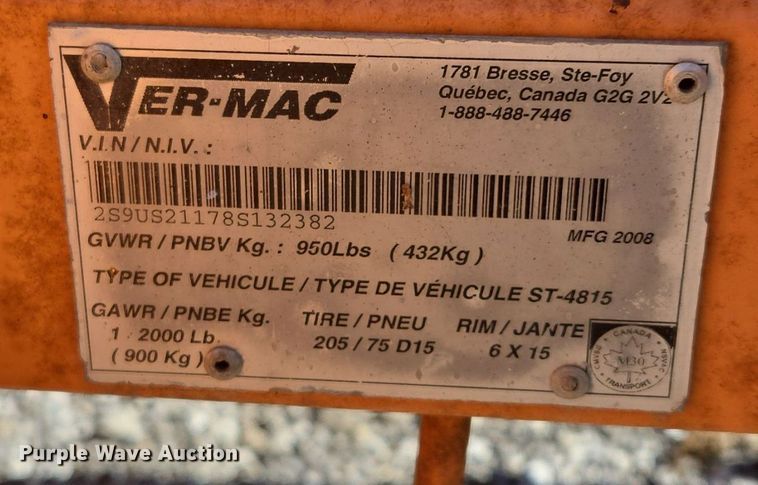 VER-MAC
1781 Bresse, Ste-Foy
Québec, Canada G2G 2V2
1-888-488-7446
V.I.N / N.I.V. :
2S9US21178S132382
MFG 2008
GVWR / PNBV Kg. : 950Lbs ( 432Kg )
TYPE OF VEHICULE / TYPE DE VÉHICULE ST-4815
GAWR / PNBE Kg. TIRE / PNEU RIM / JANTE
1 2000 Lb 205 / 75 D15 6 X 15
( 900 Kg )
CANADA
CMVSS NSVAC
TRANSPORT
Purple Wave Auction